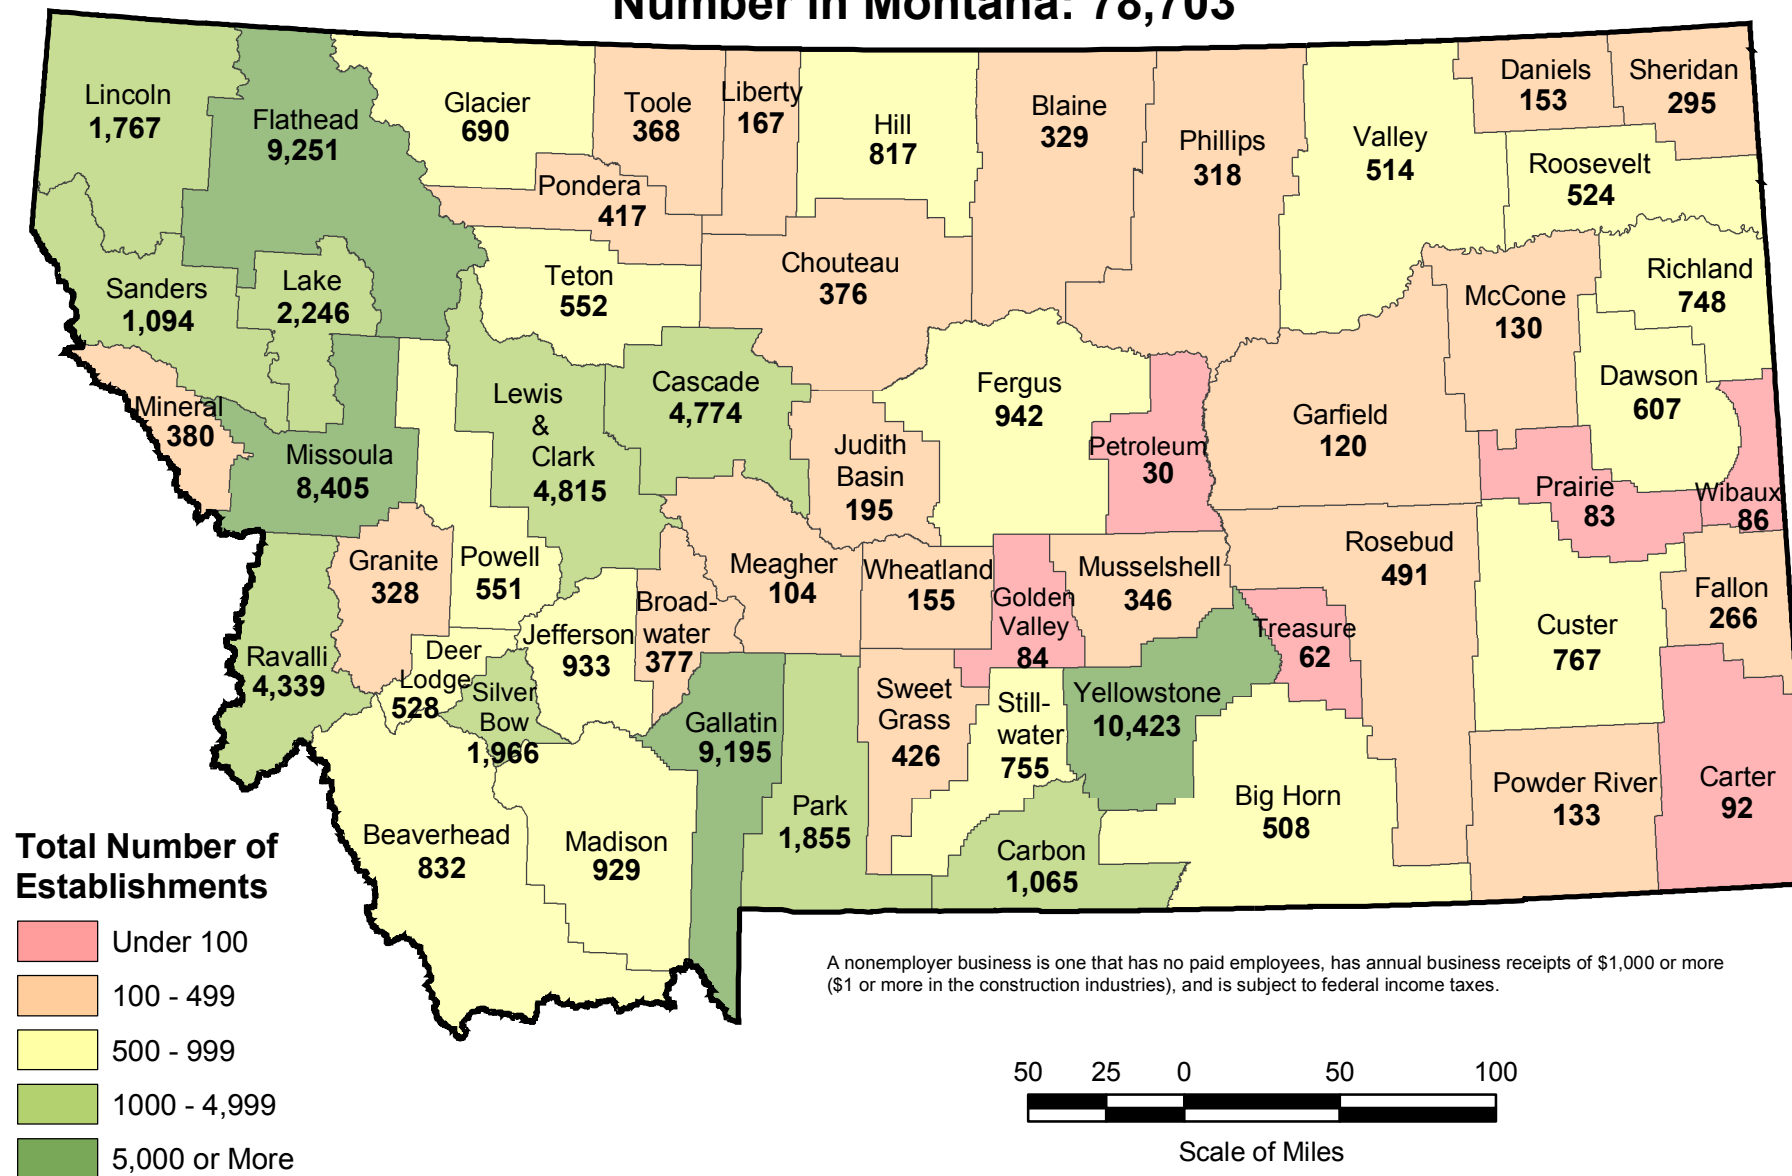 Number in Montana: 78,703
Lincoln
1,767
Flathead
9,251
Glacier
690
Toole
368
Liberty
167
Hill
817
Blaine
329
Phillips
318
Valley
514
Daniels
153
Sheridan
295
Roosevelt
524
Pondera
417
Sanders
1,094
Lake
2,246
Teton
552
Chouteau
376
McCone
130
Richland
748
Mineral
380
Missoula
8,405
Lewis
&
Clark
4,815
Cascade
4,774
Judith
Basin
195
Fergus
942
Petroleum
30
Garfield
120
Dawson
607
Prairie
83
Wibaux
86
Granite
328
Powell
551
Broad-
water
377
Meagher
104
Wheatland
155
Golden
Valley
84
Musselshell
346
Rosebud
491
Treasure
62
Custer
767
Fallon
266
Ravalli
4,339
Deer
Lodge
528
Silver
Bow
1,966
Jefferson
933
Gallatin
9,195
Park
1,855
Sweet
Grass
426
Still-
water
755
Yellowstone
10,423
Big Horn
508
Powder River
133
Carter
92
Beaverhead
832
Madison
929
Carbon
1,065
Total Number of
Establishments
Under 100
100 - 499
500 - 999
1000 - 4,999
5,000 or More
A nonemployer business is one that has no paid employees, has annual business receipts of $1,000 or more
($1 or more in the construction industries), and is subject to federal income taxes.
50 25 0 50 100
Scale of Miles